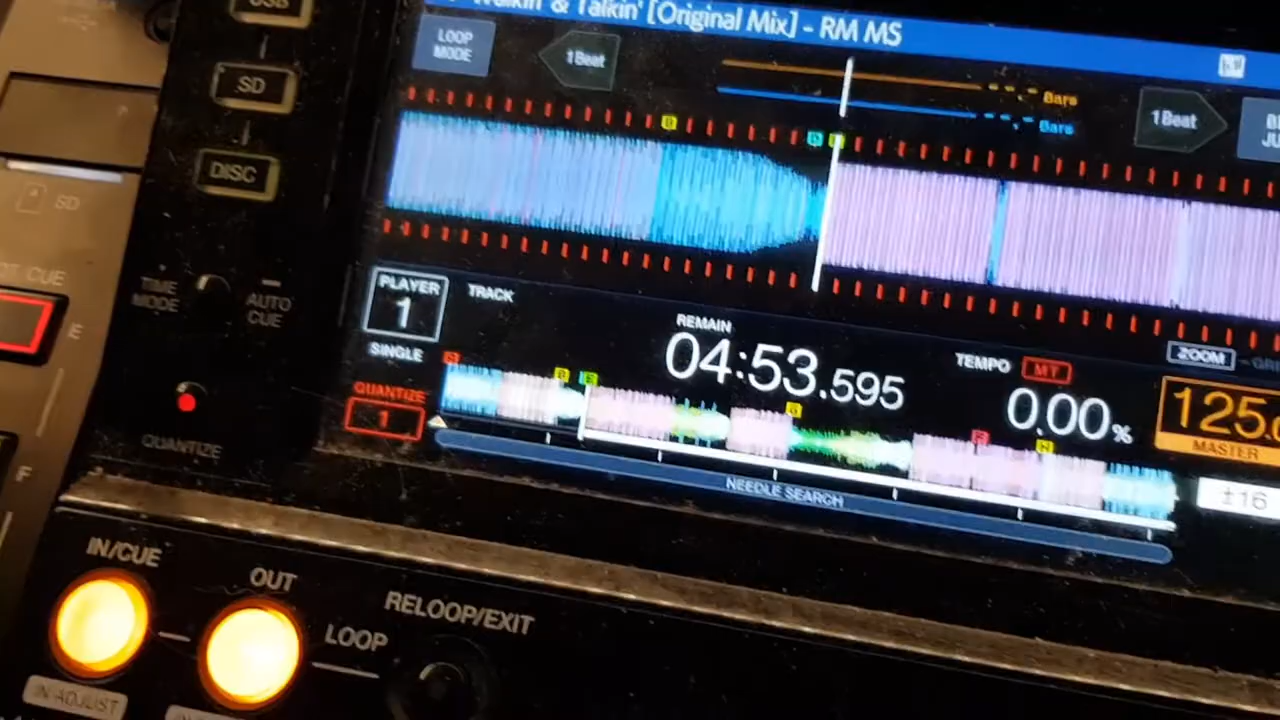 USB
Walkin' & Talkin' [Original Mix] - RM MS
LOOP
MODE
1Beat
Bars
Bars
1Beat
SD
DISC
SD
CUE
E
TIME
MODE
AUTO
CUE
PLAYER
1
TRACK
SINGLE
REMAIN
04:53.595
TEMPO
MT
0.00%
ZOOM
125.
MASTER
±16
QUANTIZE
1
QUANTIZE
F
NEEDLE SEARCH
IN/CUE
OUT
LOOP
RELOOP/EXIT
IN ADJUST